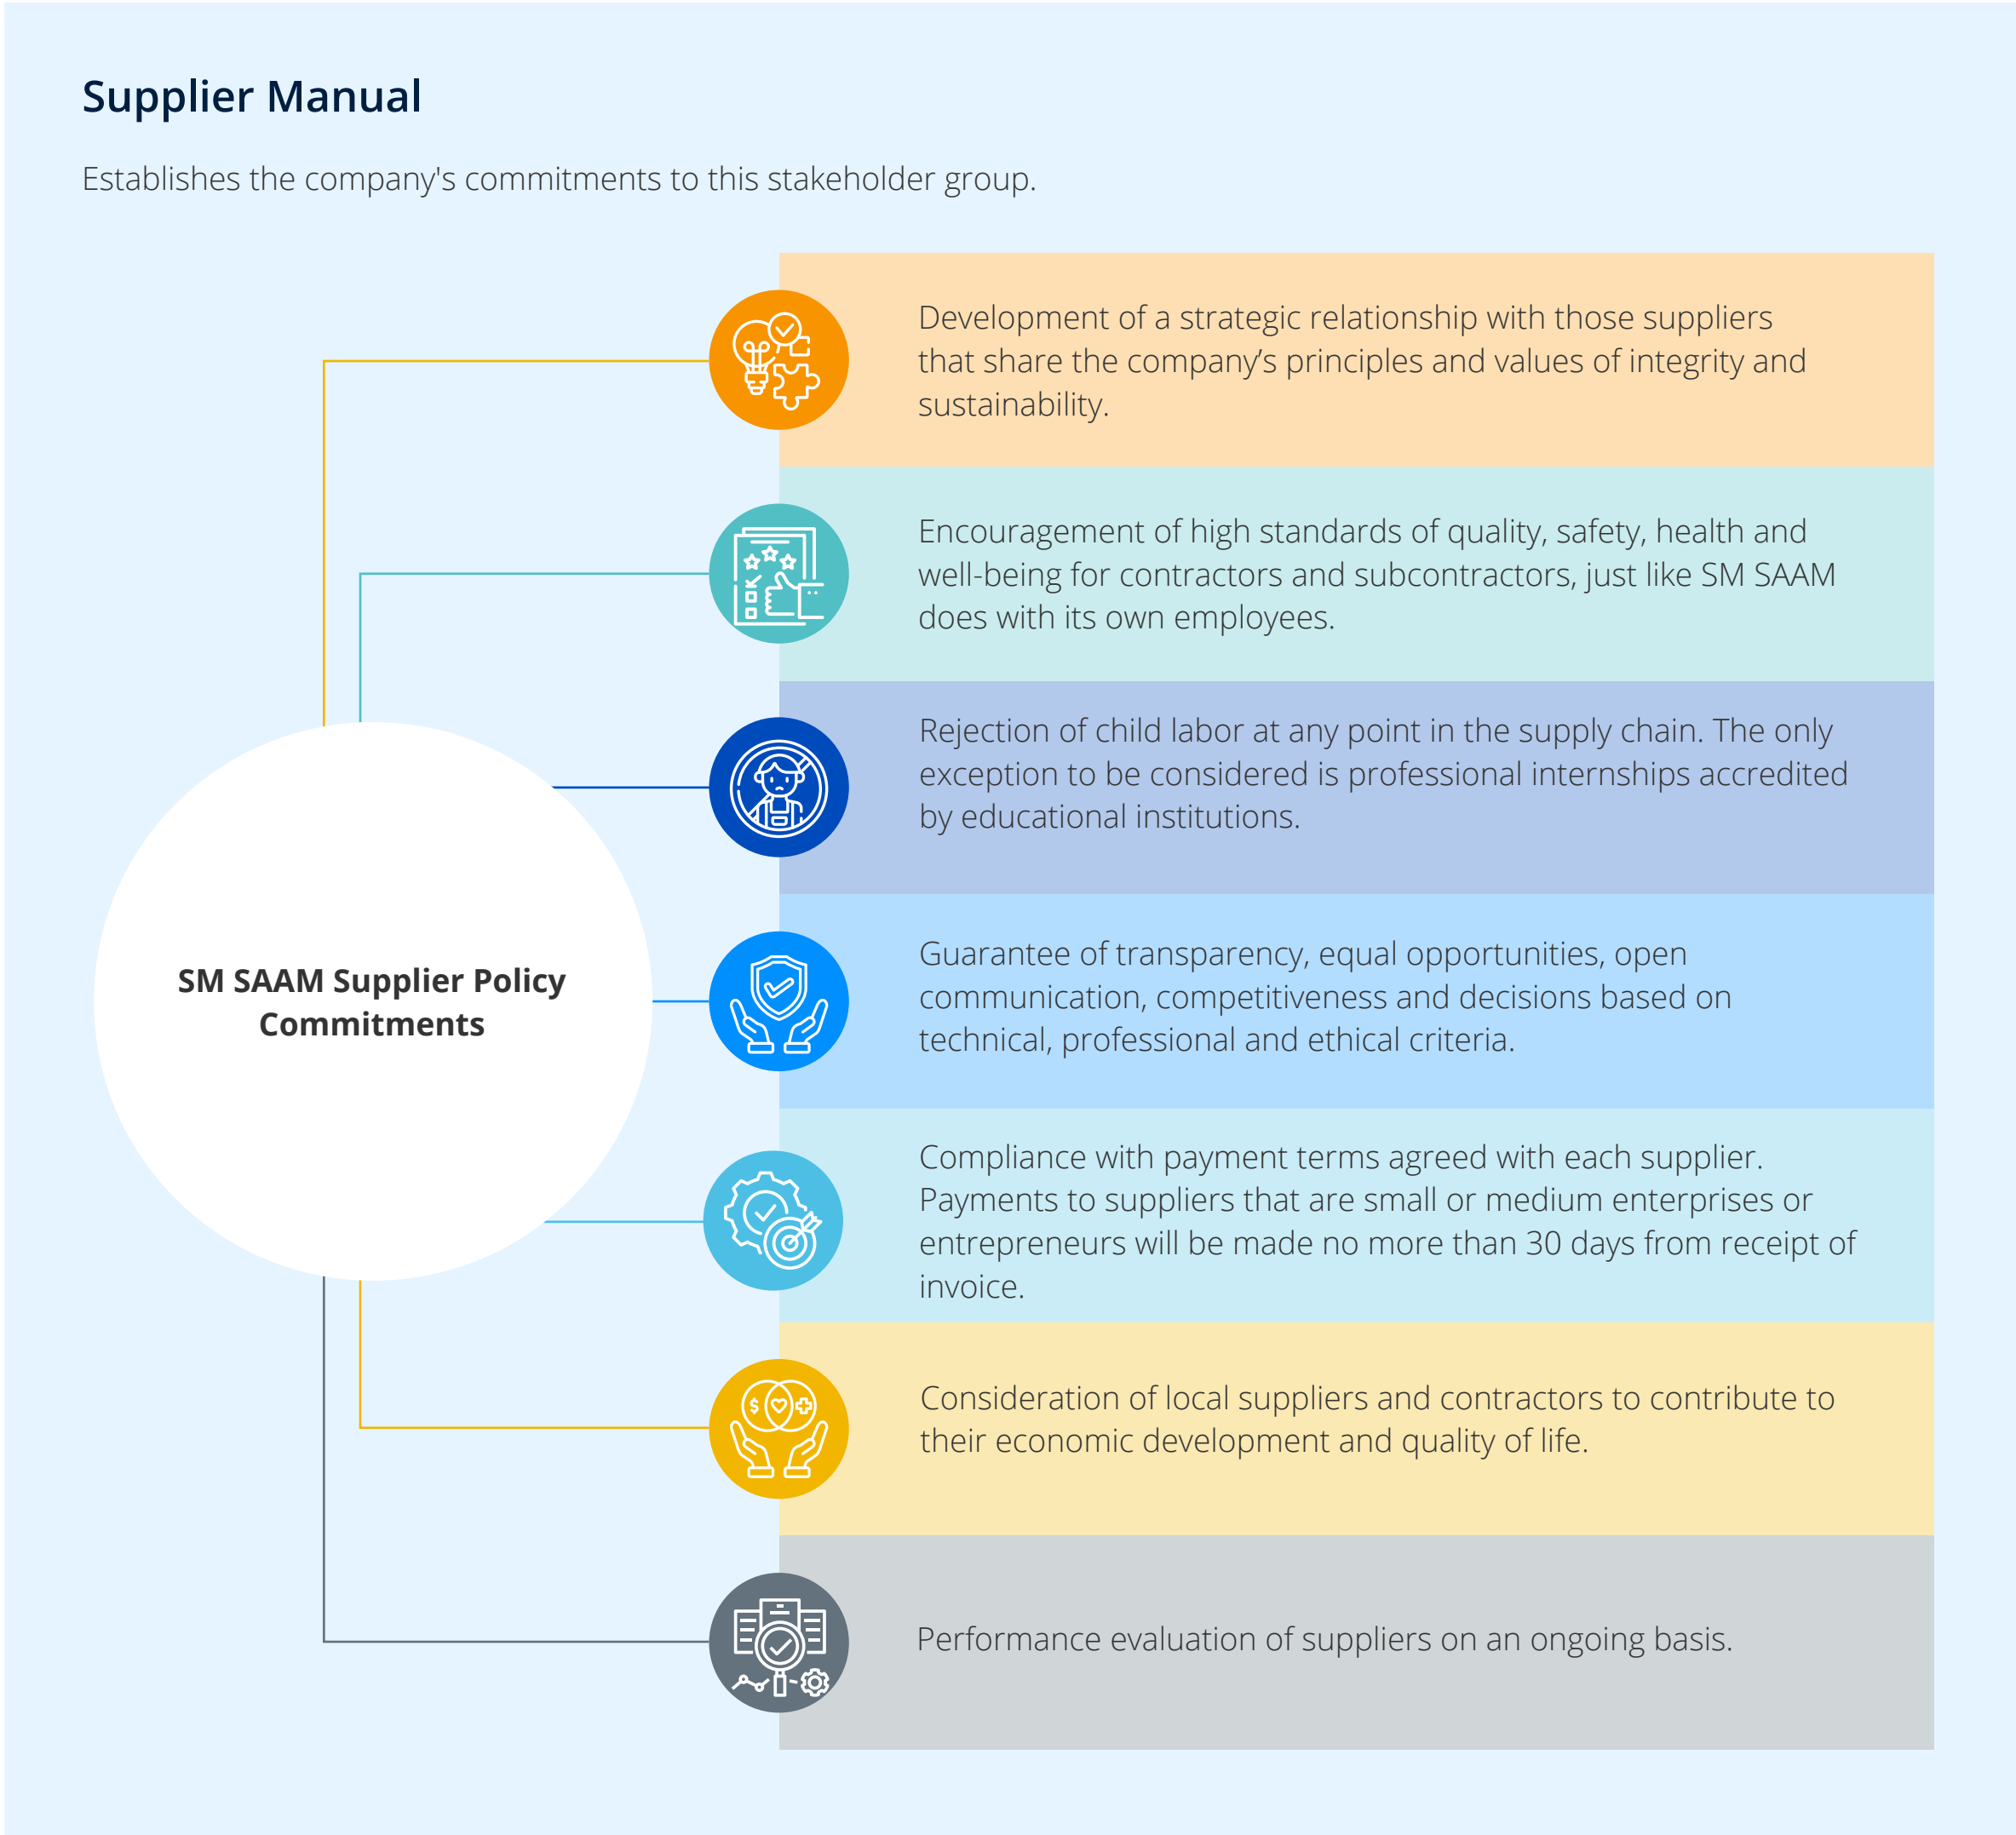 Supplier Manual
Establishes the company's commitments to this stakeholder group.
Development of a strategic relationship with those suppliers
that share the company’s principles and values of integrity and
sustainability.
Encouragement of high standards of quality, safety, health and
well-being for contractors and subcontractors, just like SM SAAM
does with its own employees.
Rejection of child labor at any point in the supply chain. The only
exception to be considered is professional internships accredited
by educational institutions.
SM SAAM Supplier Policy
Commitments
Guarantee of transparency, equal opportunities, open
communication, competitiveness and decisions based on
technical, professional and ethical criteria.
Compliance with payment terms agreed with each supplier.
Payments to suppliers that are small or medium enterprises or
entrepreneurs will be made no more than 30 days from receipt of
invoice.
Consideration of local suppliers and contractors to contribute to
their economic development and quality of life.
Performance evaluation of suppliers on an ongoing basis.